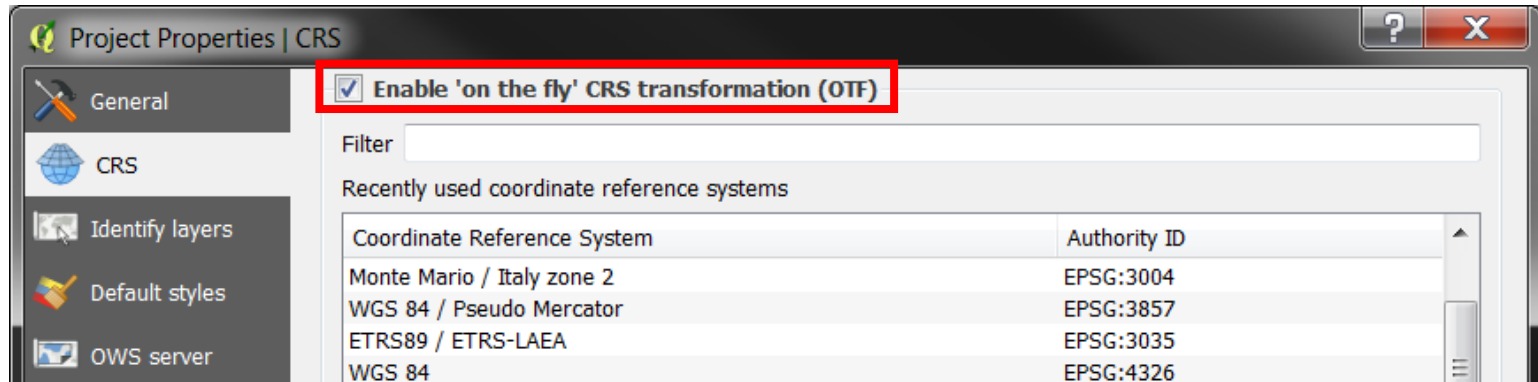 Project Properties | CRS
?
X
General
CRS
Identify layers
Default styles
OWS server
Enable 'on the fly' CRS transformation (OTF)
Filter
Recently used coordinate reference systems
Coordinate Reference System Authority ID
Monte Mario / Italy zone 2 EPSG:3004
WGS 84 / Pseudo Mercator EPSG:3857
ETRS89 / ETRS-LAEA EPSG:3035
WGS 84 EPSG:4326